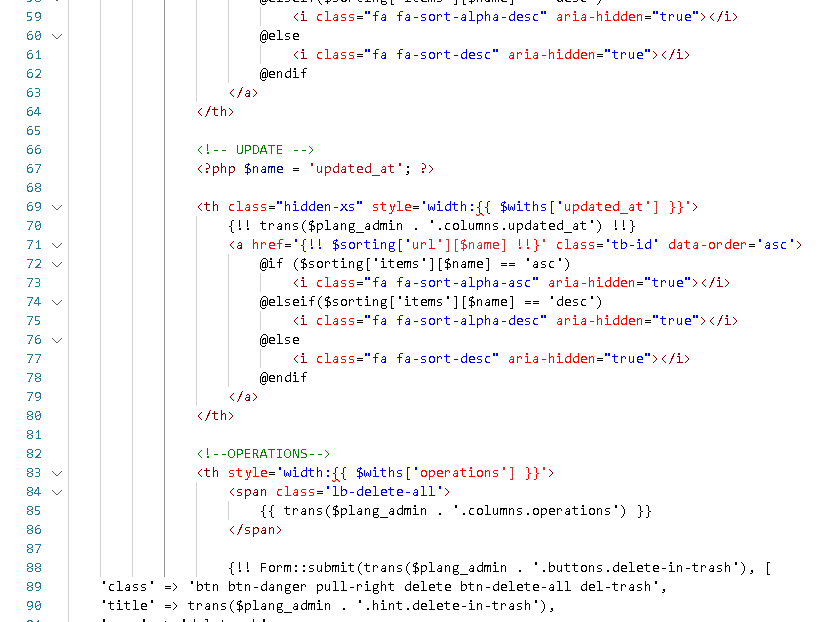 59 <i class="fa fa-sort-alpha-desc" aria-hidden="true"></i>
60 @else
61 <i class="fa fa-sort-desc" aria-hidden="true"></i>
62 @endif
63 </a>
64 </th>
65
66 <!-- UPDATE -->
67 <?php $name = 'updated_at'; ?>
68
69 <th class="hidden-xs" style='width:{{ $withs['updated_at'] }}'>
70 {!! trans($plang_admin . '.columns.updated_at') !!}
71 <a href='{!! $sorting['url'][$name] !!}' class='tb-id' data-order='asc'>
72 @if ($sorting['items'][$name] == 'asc')
73 <i class="fa fa-sort-alpha-asc" aria-hidden="true"></i>
74 @elseif($sorting['items'][$name] == 'desc')
75 <i class="fa fa-sort-alpha-desc" aria-hidden="true"></i>
76 @else
77 <i class="fa fa-sort-desc" aria-hidden="true"></i>
78 @endif
79 </a>
80 </th>
81
82 <!--OPERATIONS-->
83 <th style='width:{{ $withs['operations'] }}'>
84 <span class='lb-delete-all'>
85 {{ trans($plang_admin . '.columns.operations') }}
86 </span>
87
88 {!! Form::submit(trans($plang_admin . '.buttons.delete-in-trash'), [
89 'class' => 'btn btn-danger pull-right delete btn-delete-all del-trash',
90 'title' => trans($plang_admin . '.hint.delete-in-trash'),